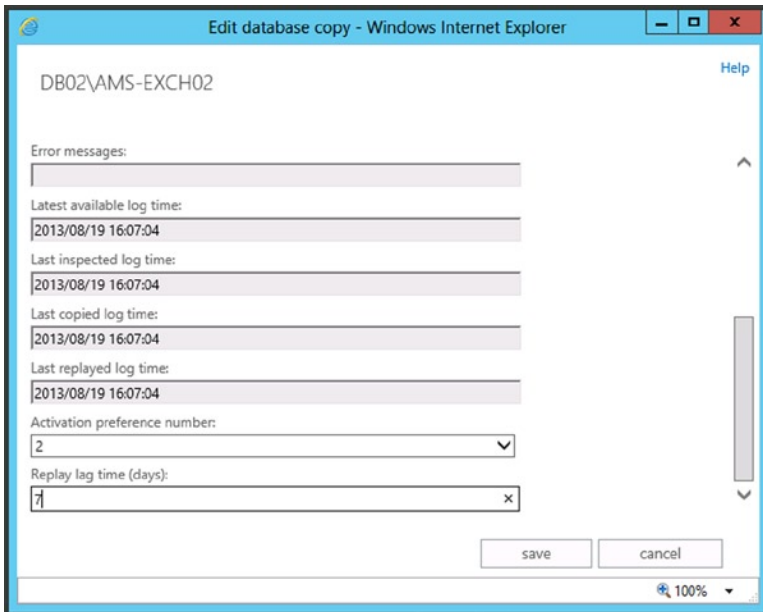 Edit database copy - Windows Internet Explorer
Help
DB02\AMS-EXCH02
Error messages:
Latest available log time:
2013/08/19 16:07:04
Last inspected log time:
2013/08/19 16:07:04
Last copied log time:
2013/08/19 16:07:04
Last replayed log time:
2013/08/19 16:07:04
Activation preference number:
2
Replay lag time (days):
7
save cancel
100%